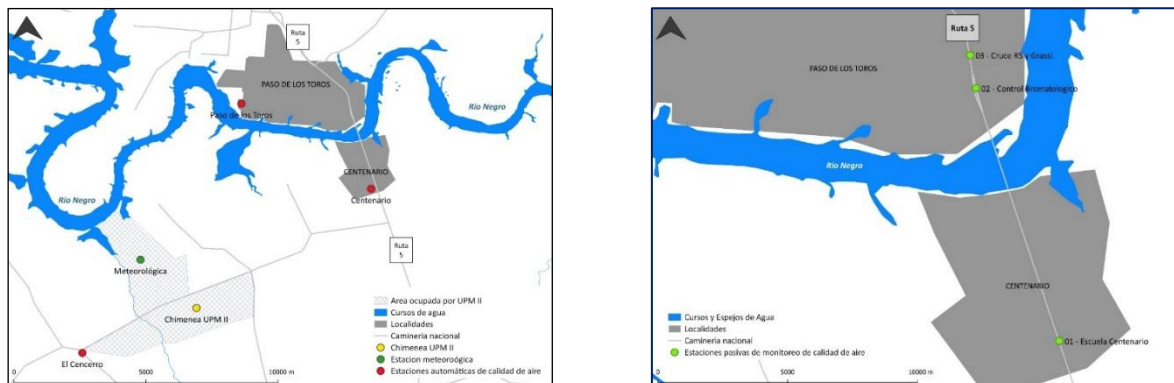 Ruta
5
PASO DE LOS TOROS
Paso de los Toros
Río Negro
CENTENARIO
Centenario
Río Negro
Ruta
5
Meteorológica
Chimenea UPM II
El Cencerro
Area ocupada por UPM II
Cursos de agua
Localidades
Caminería nacional
Chimenea UPM II
Estacion meteoroógica
Estaciones automáticas de calidad de aire
0
5000
10000 m
Ruta 5
03 - Cruce R5 y Grassi
PASO DE LOS TOROS
02 - Control Bromatologico
Río Negro
CENTENARIO
Cursos y Espejos de Agua
Localidades
Caminería nacional
Estaciones pasivas de monitoreo de calidad de aire
01 - Escuela Centenario
0
5000
10000 m